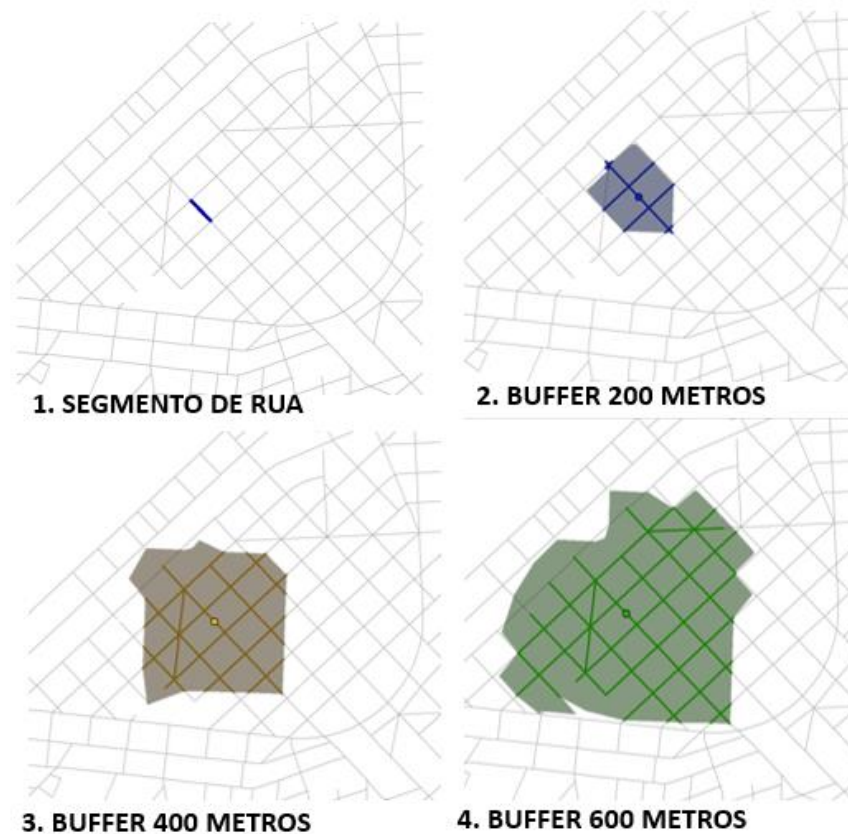 1. SEGMENTO DE RUA
2. BUFFER 200 METROS
3. BUFFER 400 METROS
4. BUFFER 600 METROS